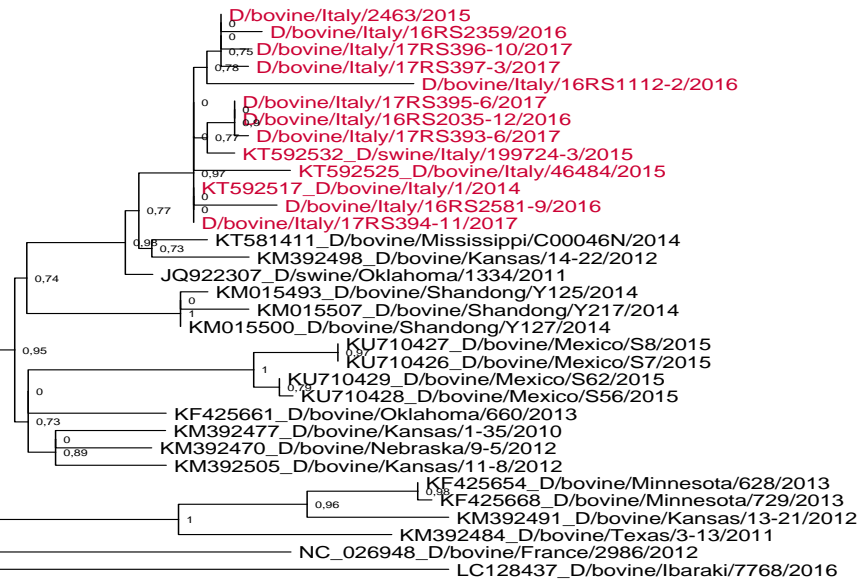 D/bovine/Italy/2463/2015
0
D/bovine/Italy/16RS2359/2016
0
D/bovine/Italy/17RS396-10/2017
0,75
D/bovine/Italy/17RS397-3/2017
0,78
D/bovine/Italy/16RS1112-2/2016
D/bovine/Italy/17RS395-6/2017
0
0
D/bovine/Italy/16RS2035-12/2016
0,9
D/bovine/Italy/17RS393-6/2017
0
0,77
KT592532_D/swine/Italy/199724-3/2015
KT592525_D/bovine/Italy/46484/2015
0,97
KT592517_D/bovine/Italy/1/2014
0
D/bovine/Italy/16RS2581-9/2016
0
0,77
D/bovine/Italy/17RS394-11/2017
KT581411_D/bovine/Mississippi/C00046N/2014
0,98
0,73
KM392498_D/bovine/Kansas/14-22/2012
JQ922307_D/swine/Oklahoma/1334/2011
0,74
KM015493_D/bovine/Shandong/Y125/2014
0
KM015507_D/bovine/Shandong/Y217/2014
1
KM015500_D/bovine/Shandong/Y127/2014
KU710427_D/bovine/Mexico/S8/2015
0,95
0,97
KU710426_D/bovine/Mexico/S7/2015
1
KU710429_D/bovine/Mexico/S62/2015
0,79
0
KU710428_D/bovine/Mexico/S56/2015
KF425661_D/bovine/Oklahoma/660/2013
0,73
KM392477_D/bovine/Kansas/1-35/2010
0
KM392470_D/bovine/Nebraska/9-5/2012
0,89
KM392505_D/bovine/Kansas/11-8/2012
KF425654_D/bovine/Minnesota/628/2013
0,98
KF425668_D/bovine/Minnesota/729/2013
0,96
KM392491_D/bovine/Kansas/13-21/2012
1
KM392484_D/bovine/Texas/3-13/2011
NC_026948_D/bovine/France/2986/2012
LC128437_D/bovine/Ibaraki/7768/2016